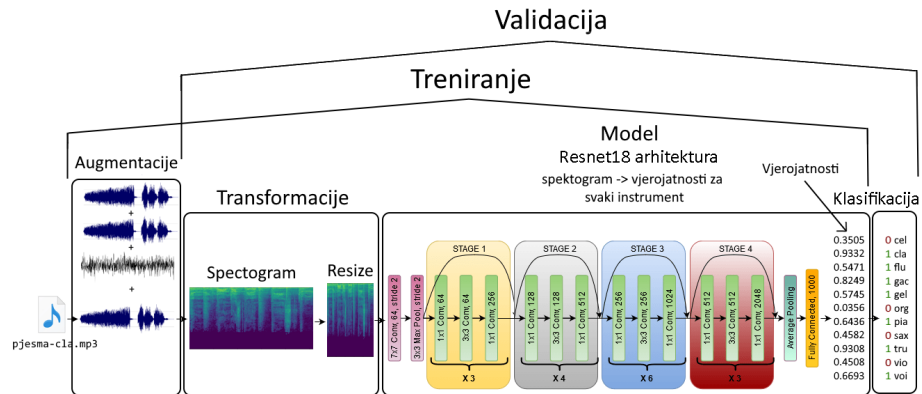 Validacija
Treniranje
Model
Resnet18 arhitektura
spektogram -> vjerojatnosti za
svaki instrument
Vjerojatnosti
Augmentacije
Transformacije
Klasifikacija
+
+
+
pjesma-cla.mp3
Spectogram
Resize
7x7 Conv, 64, stride 2
3x3 Max Pool, stride 2
STAGE 1
1x1 Conv, 64
3x3 Conv, 64
1x1 Conv, 256
X 3
STAGE 2
1x1 Conv, 128
3x3 Conv, 128
1x1 Conv, 512
X 4
STAGE 3
1x1 Conv, 256
3x3 Conv, 256
1x1 Conv, 1024
X 6
STAGE 4
1x1 Conv, 512
3x3 Conv, 512
1x1 Conv, 2048
X 3
Average Pooling
Fully Connected, 1000
0.3505
0.9332
0.5471
0.8249
0.5745
0.0356
0.6436
0.4582
0.9308
0.4508
0.6693
0 cel
1 cla
1 flu
1 gac
1 gel
0 org
1 pia
0 sax
1 tru
0 vio
1 voi